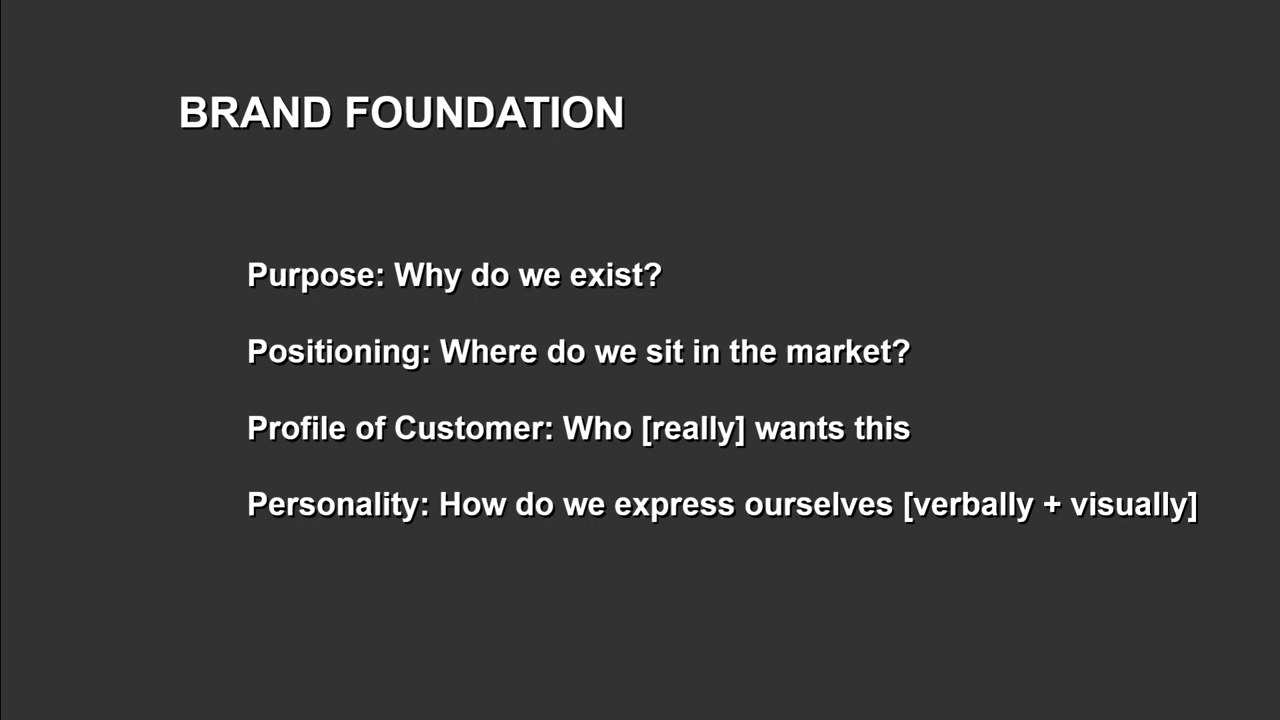 BRAND FOUNDATION
Purpose: Why do we exist?
Positioning: Where do we sit in the market?
Profile of Customer: Who [really] wants this
Personality: How do we express ourselves [verbally + visually]